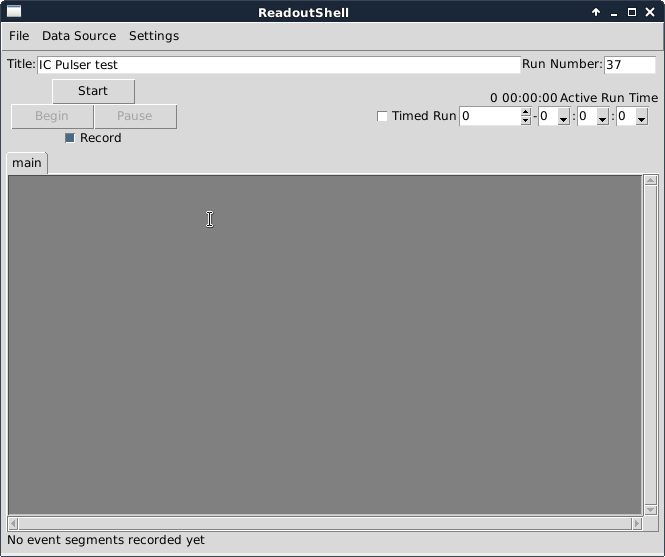 ReadoutShell
File Data Source Settings
Title: IC Pulser test Run Number: 37
Start
0 00:00:00 Active Run Time
Begin Pause Timed Run 0 -0 :0 :0
Record
main
No event segments recorded yet